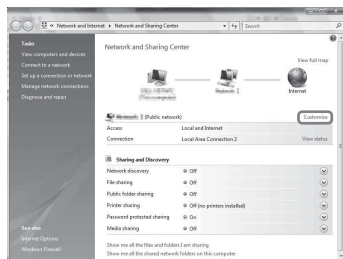 « Network and Internet ▸ Network and Sharing Center
Search
Tasks
View computers and devices
Connect to a network
Set up a connection or network
Manage network connections
Diagnose and repair
See also
Internet Options
Windows Firewall
Network and Sharing Center
View full map
Internet
(Public network)
Customize
Access Local and Internet
Connection Local Area Connection 2 View status
Sharing and Discovery
Network discovery Off
File sharing Off
Public folder sharing Off
Printer sharing Off (no printers installed)
Password protected sharing On
Media sharing Off
Show me all the files and folders I am sharing
Show me all the shared network folders on this computer